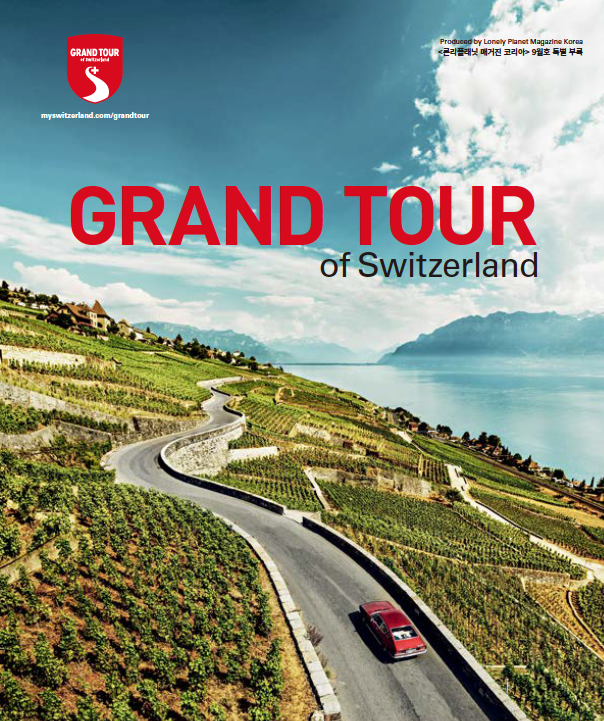 GRAND TOUR
of Switzerland
myswitzerland.com/grandtour
Produced by Lonely Planet Magazine Korea
<론리플래닛 매거진 코리아> 9월호 특별 부록
GRAND TOUR
of Switzerland